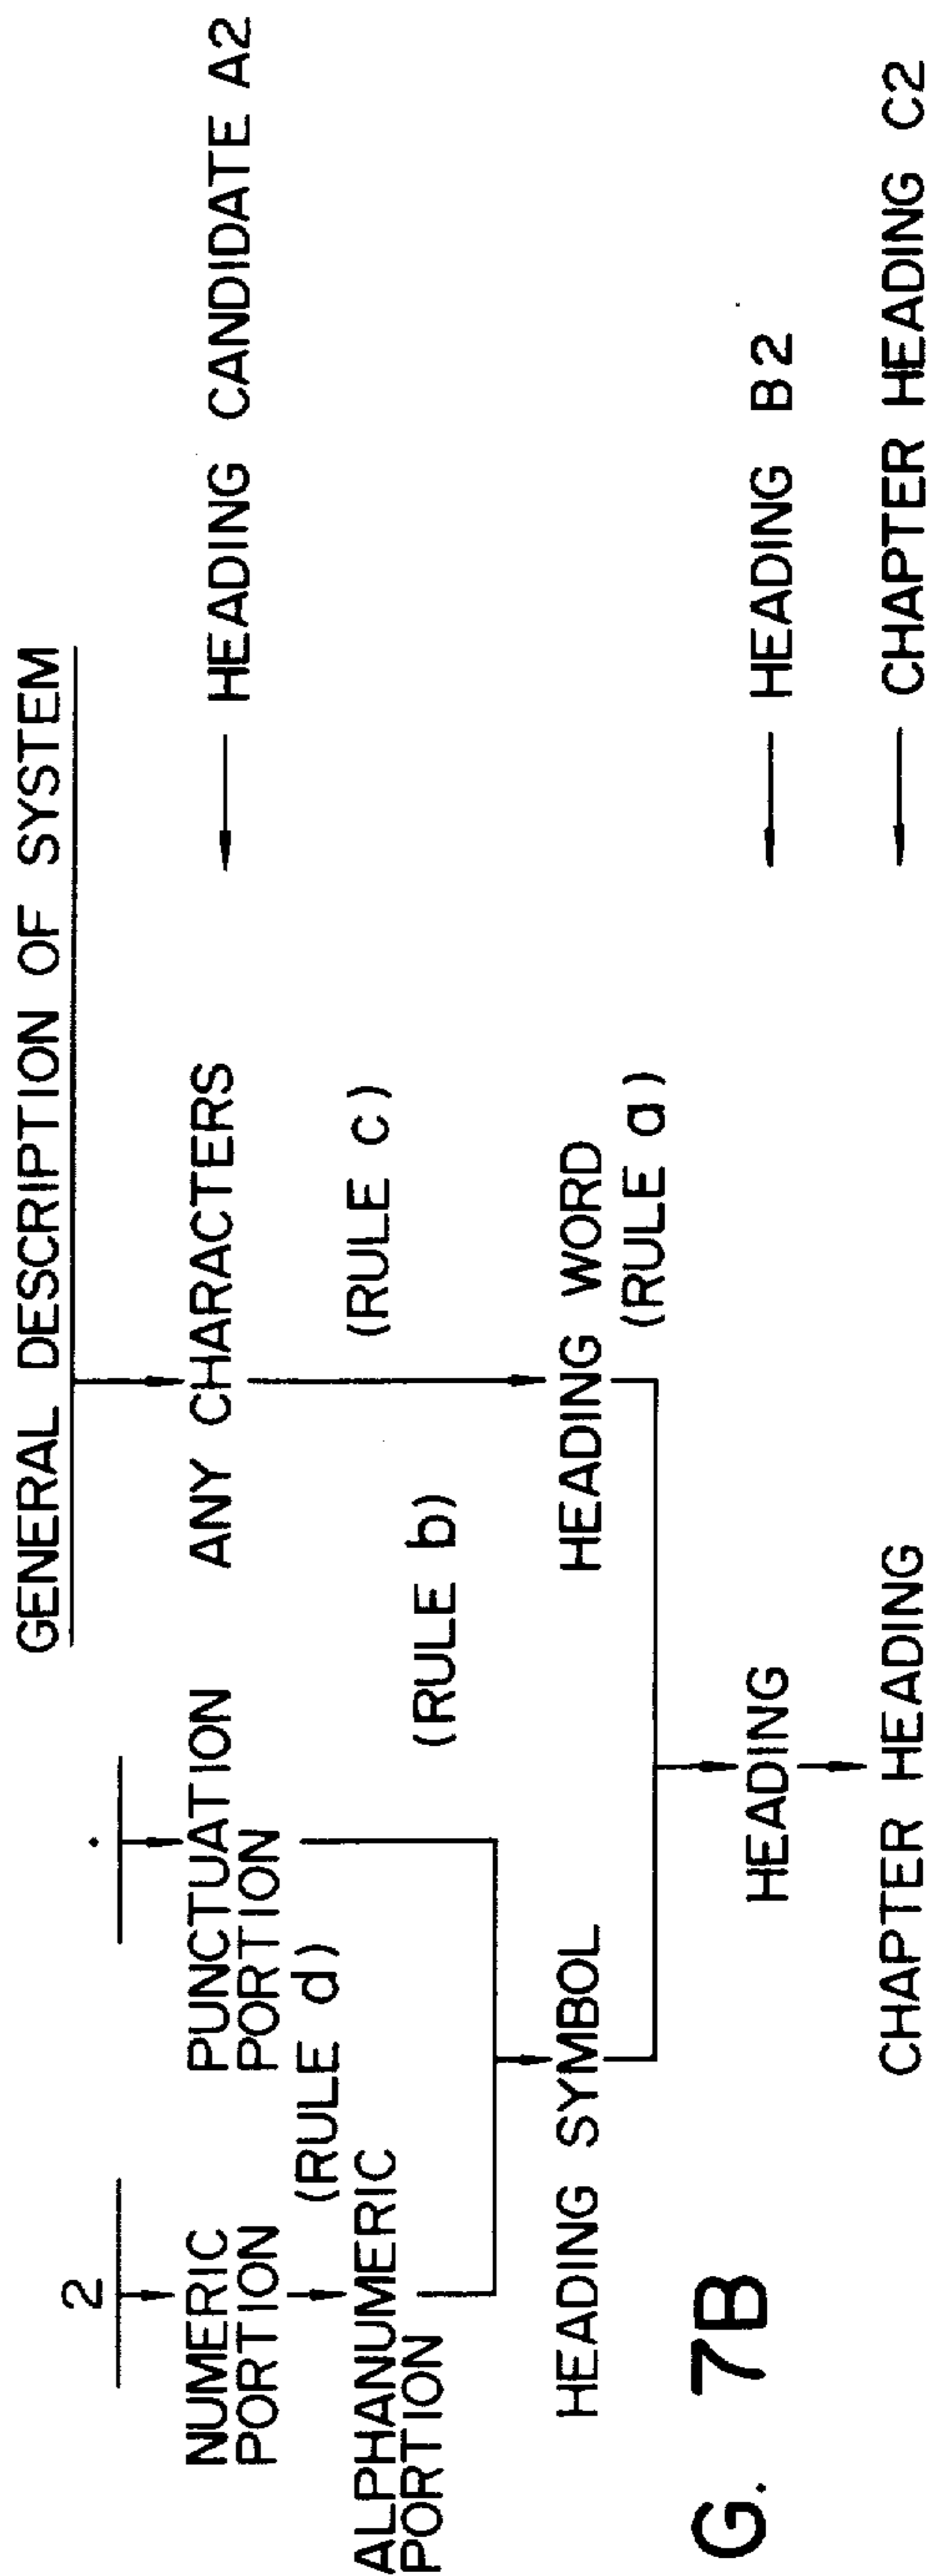 2 . GENERAL DESCRIPTION OF SYSTEM
NUMERIC
PORTION
PUNCTUATION
PORTION
ANY CHARACTERS
HEADING CANDIDATE A2
(RULE d)
(RULE c)
ALPHANUMERIC
PORTION
(RULE b)
HEADING SYMBOL
HEADING WORD
(RULE a)
G. 7B
HEADING
HEADING B2
CHAPTER HEADING
CHAPTER HEADING C2